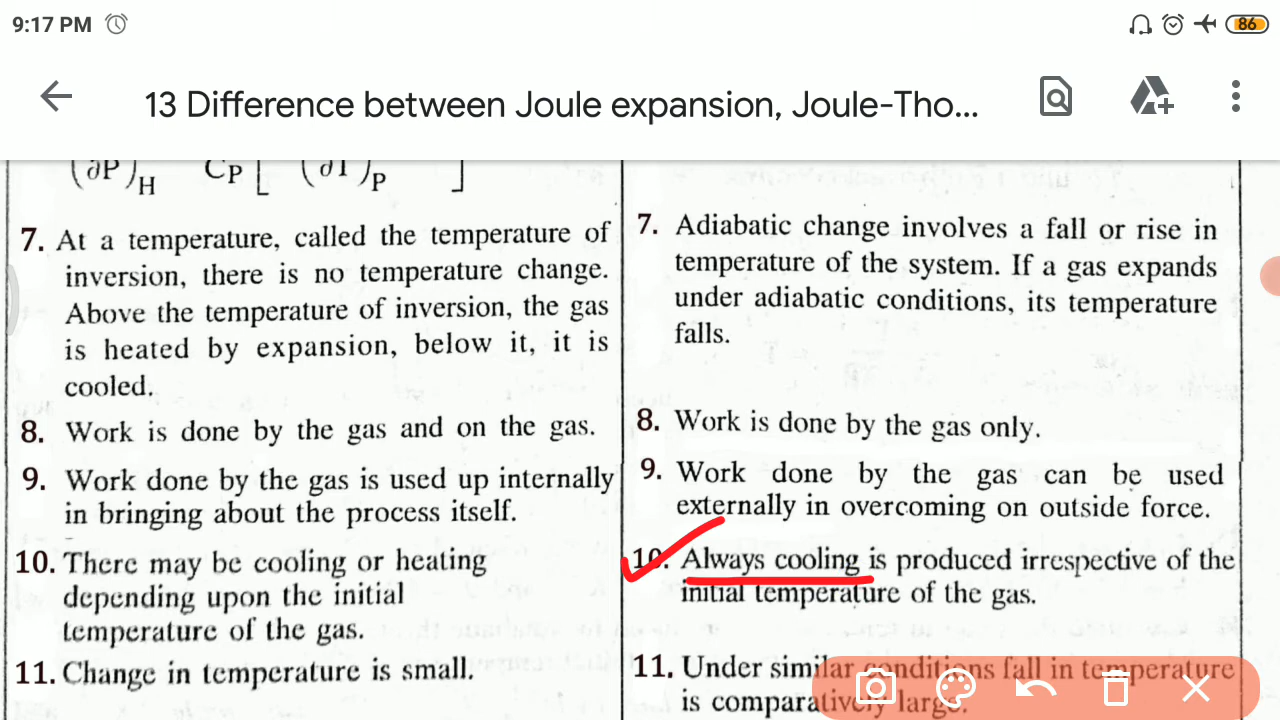 9:17 PM
86
13 Difference between Joule expansion, Joule-Tho...
(∂P)H CP [ (∂T)P ]
7. At a temperature, called the temperature of
inversion, there is no temperature change.
Above the temperature of inversion, the gas
is heated by expansion, below it, it is
cooled.
8. Work is done by the gas and on the gas.
9. Work done by the gas is used up internally
in bringing about the process itself.
10. There may be cooling or heating
depending upon the initial
temperature of the gas.
11. Change in temperature is small.
7. Adiabatic change involves a fall or rise in
temperature of the system. If a gas expands
under adiabatic conditions, its temperature
falls.
8. Work is done by the gas only.
9. Work done by the gas can be used
externally in overcoming on outside force.
10. Always cooling is produced irrespective of the
initial temperature of the gas.
11. Under similar conditions fall in temperature
is comparatively large.